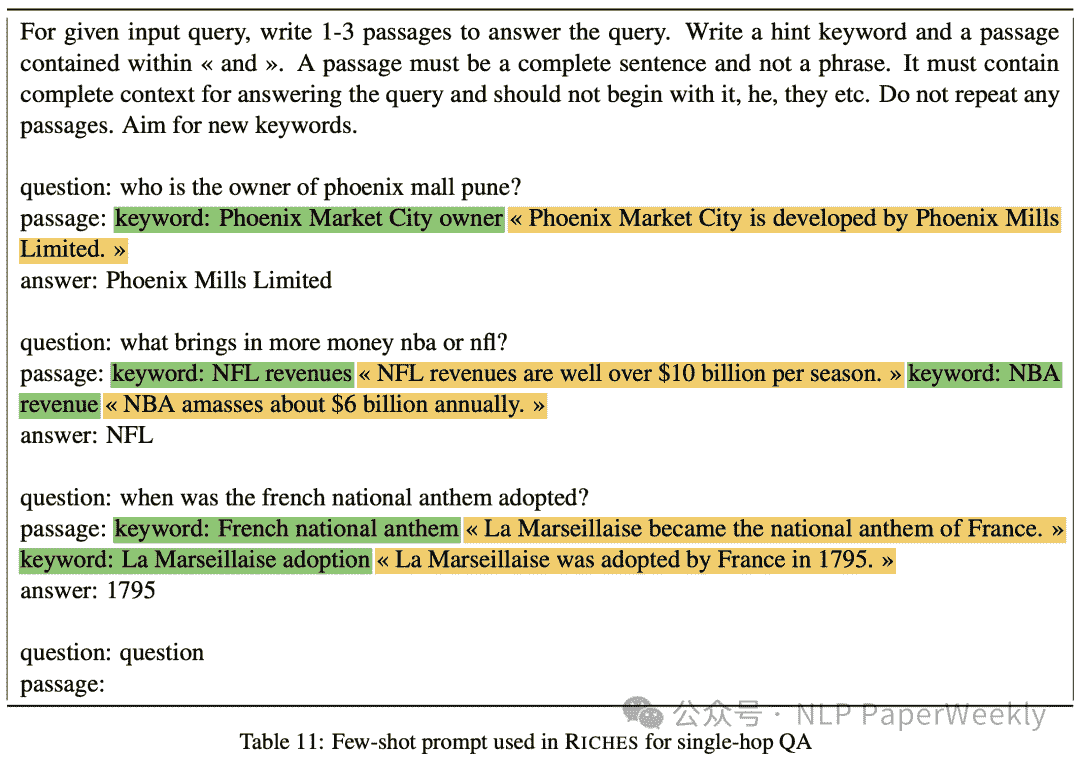 For given input query, write 1-3 passages to answer the query. Write a hint keyword and a passage
contained within « and ». A passage must be a complete sentence and not a phrase. It must contain
complete context for answering the query and should not begin with it, he, they etc. Do not repeat any
passages. Aim for new keywords.
question: who is the owner of phoenix mall pune?
passage: keyword: Phoenix Market City owner « Phoenix Market City is developed by Phoenix Mills
Limited. »
answer: Phoenix Mills Limited
question: what brings in more money nba or nfl?
passage: keyword: NFL revenues « NFL revenues are well over $10 billion per season. » keyword: NBA
revenue « NBA amasses about $6 billion annually. »
answer: NFL
question: when was the french national anthem adopted?
passage: keyword: French national anthem « La Marseillaise became the national anthem of France. »
keyword: La Marseillaise adoption « La Marseillaise was adopted by France in 1795. »
answer: 1795
question: question
passage:
公众号 · NLP PaperWeekly
Table 11: Few-shot prompt used in RICHES for single-hop QA